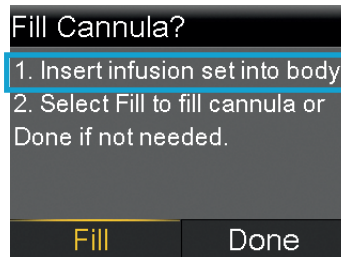 Fill Cannula?
1. Insert infusion set into body
2. Select Fill to fill cannula or
Done if not needed.
Fill
Done